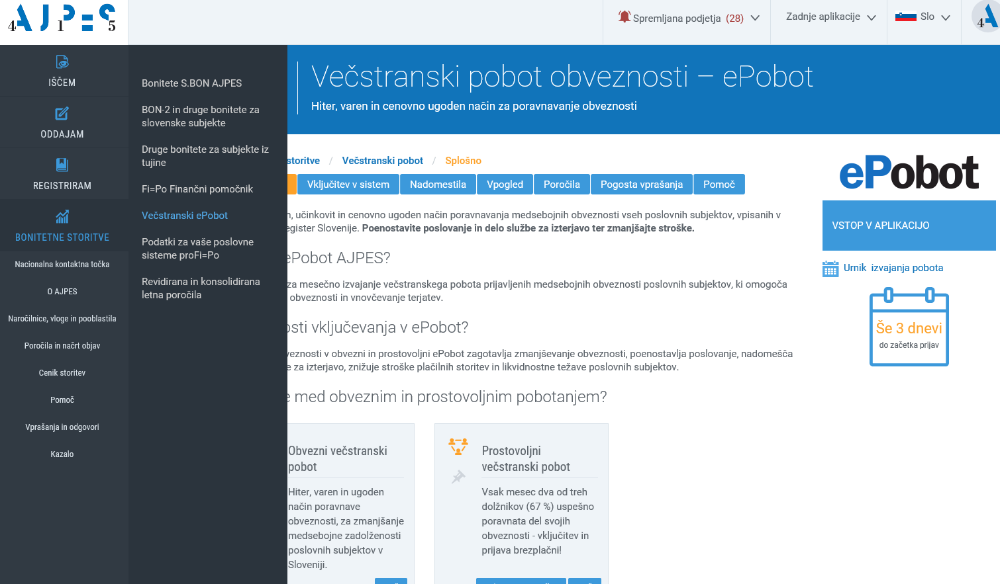 AJPES
4 1 5
Spremljana podjetja (28)
Zadnje aplikacije
Slo
4A
IŠČEM
ODDAJAM
REGISTRIRAM
BONITETNE STORITVE
Nacionalna kontaktna točka
O AJPES
Naročilnice, vloge in pooblastila
Poročila in načrt objav
Cenik storitev
Pomoč
Vprašanja in odgovori
Kazalo
Bonitete S.BON AJPES
BON-2 in druge bonitete za
slovenske subjekte
Druge bonitete za subjekte iz
tujine
Fi=Po Finančni pomočnik
Večstranski ePobot
Podatki za vaše poslovne
sisteme proFi=Po
Revidirana in konsolidirana
letna poročila
Večstranski pobot obveznosti – ePobot
Hiter, varen in cenovno ugoden način za poravnavanje obveznosti
storitve / Večstranski pobot / Splošno
Vključitev v sistem Nadomestila Vpogled Poročila Pogosta vprašanja Pomoč
n, učinkovit in cenovno ugoden način poravnavanja medsebojnih obveznosti vseh poslovnih subjektov, vpisanih v
egister Slovenije. Poenostavite poslovanje in delo službe za izterjavo ter zmanjšajte stroške.
ePobot AJPES?
za mesečno izvajanje večstranskega pobota prijavljenih medsebojnih obveznosti poslovnih subjektov, ki omogoča
obveznosti in vnovčevanje terjatev.
osti vključevanja v ePobot?
veznosti v obvezni in prostovoljni ePobot zagotavlja zmanjševanje obveznosti, poenostavlja poslovanje, nadomešča
e za izterjavo, znižuje stroške plačilnih storitev in likvidnostne težave poslovnih subjektov.
e med obveznim in prostovoljnim pobotanjem?
Obvezni večstranski
pobot
Hiter, varen in ugoden
način poravnave
obveznosti, za zmanjšanje
medsebojne zadolženosti
poslovnih subjektov v
Sloveniji.
Prostovoljni
večstranski pobot
Vsak mesec dva od treh
dolžnikov (67 %) uspešno
poravnata del svojih
obveznosti - vključitev in
prijava brezplačni!
ePobot
VSTOP V APLIKACIJO
Urnik izvajanja pobota
Še 3 dnevi
do začetka prijav